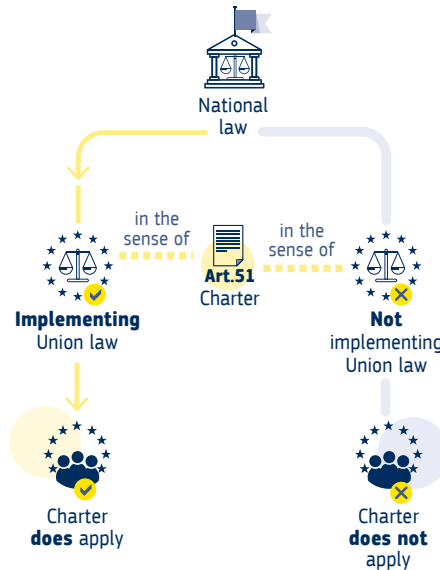 National
law
in the
sense of
in the
sense of
Art.51
Charter
Implementing
Union law
Not
implementing
Union law
Charter
does apply
Charter
does not
apply